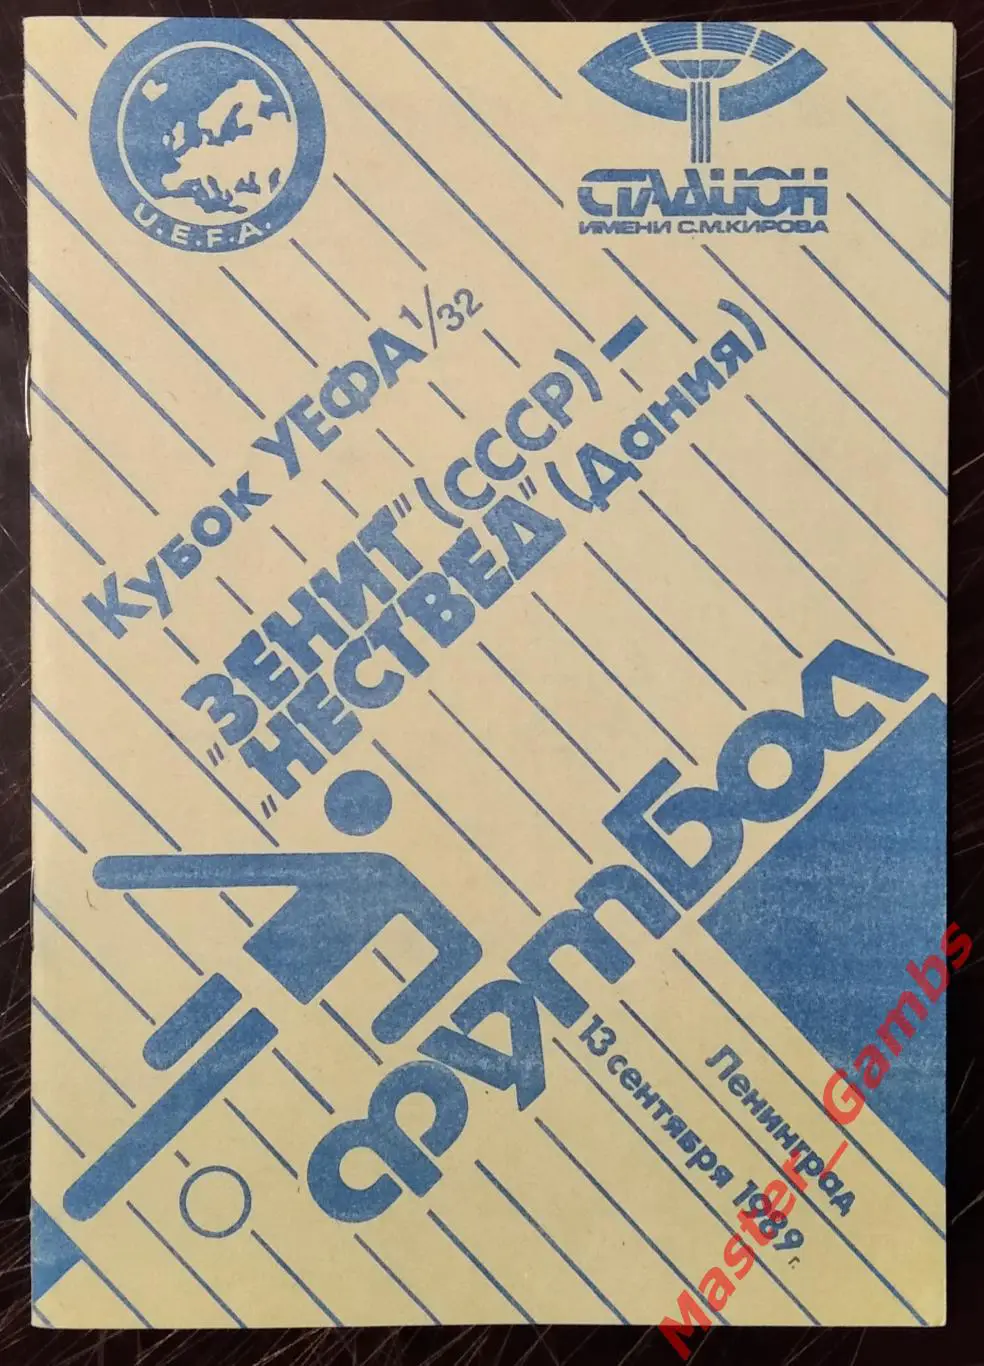 U.E.F.A.
СТАДИОН
ИМЕНИ С.М.КИРОВА
Кубок УЕФА 1/32
„ЗЕНИТ" (СССР) –
„НЕСТВЕД" (Дания)
футбол
13 сентября 1989 г.
Ленинград
Master_Gambs